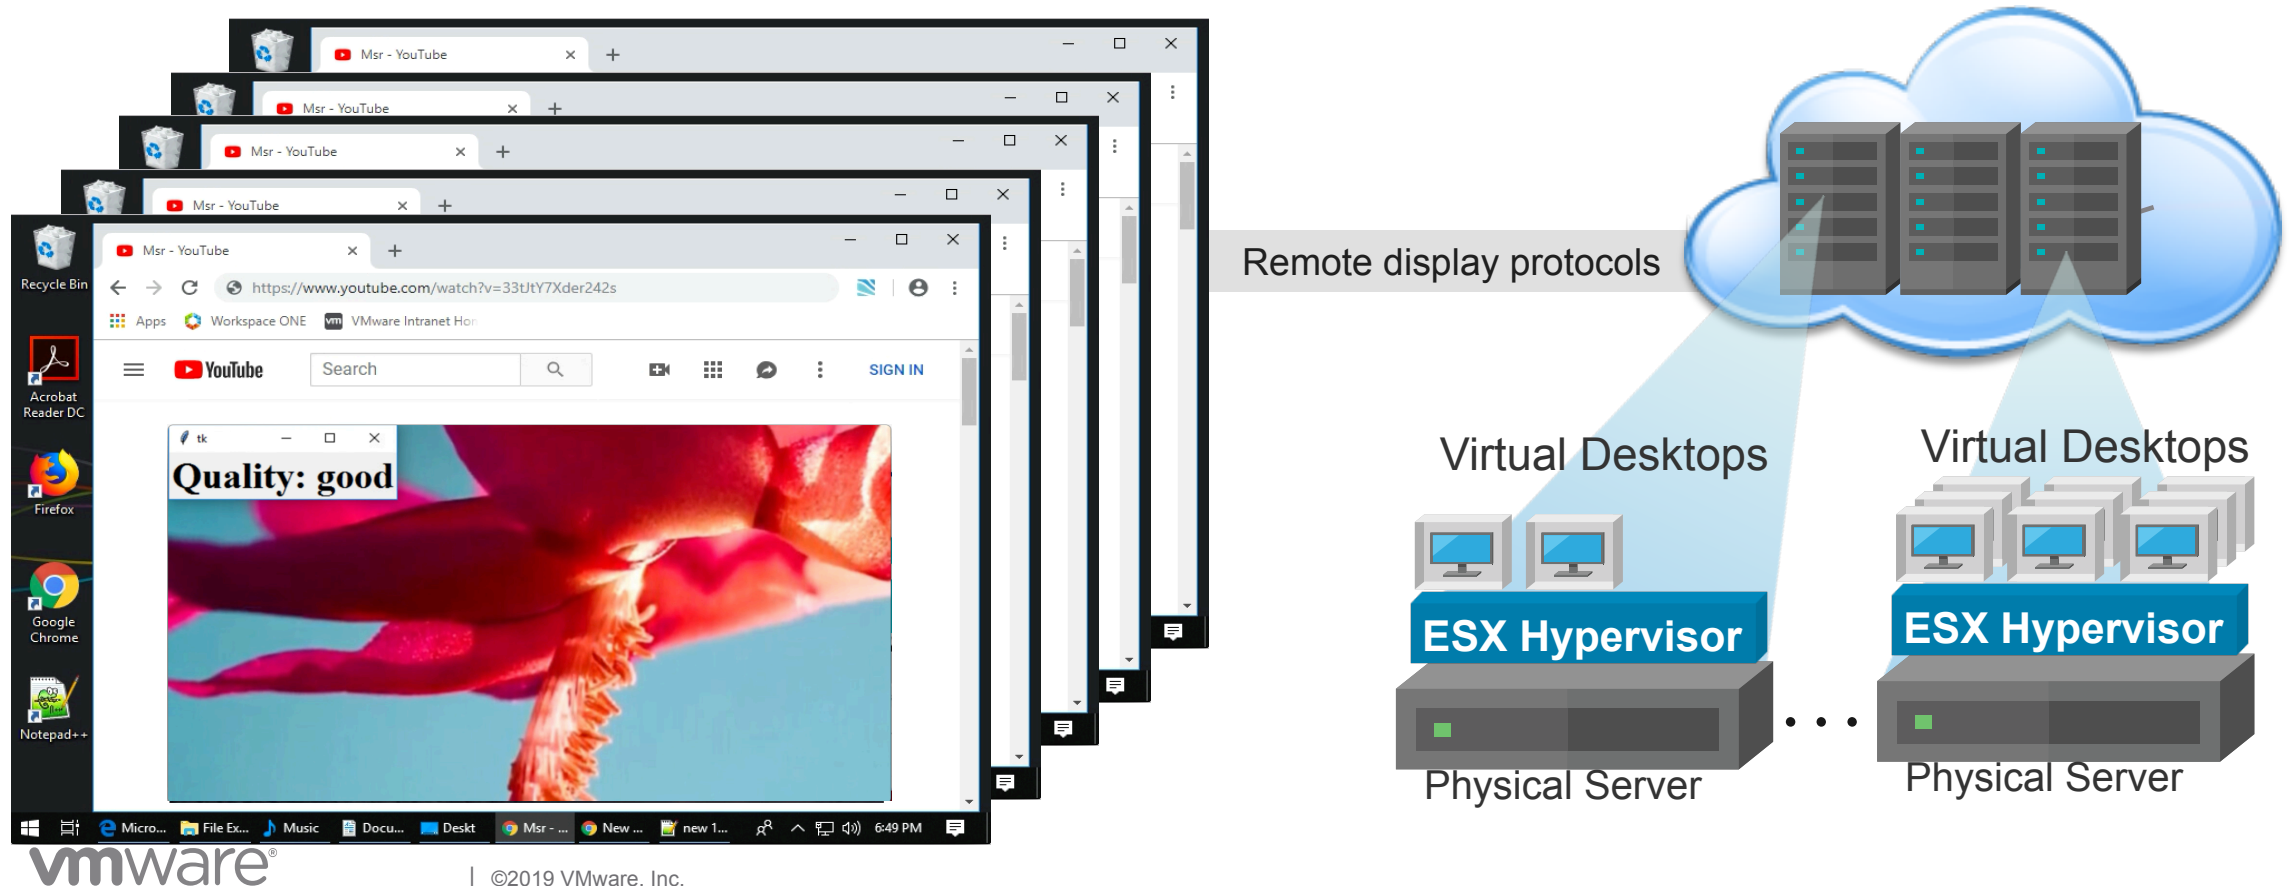 Msr - YouTube
Msr - YouTube
Msr - YouTube
Msr - YouTube
Msr - YouTube
https://www.youtube.com/watch?v=33tJtY7Xder242s
Apps Workspace ONE vm VMware Intranet Hon
YouTube Search SIGN IN
tk
Quality: good
Recycle Bin
Acrobat
Reader DC
Firefox
Google
Chrome
Notepad++
Micro... File Ex... Music Docu... Deskt Msr - ... New ... new 1... 6:49 PM
Remote display protocols
Virtual Desktops
Virtual Desktops
ESX Hypervisor
ESX Hypervisor
...
Physical Server
Physical Server
vmware®
| ©2019 VMware, Inc.